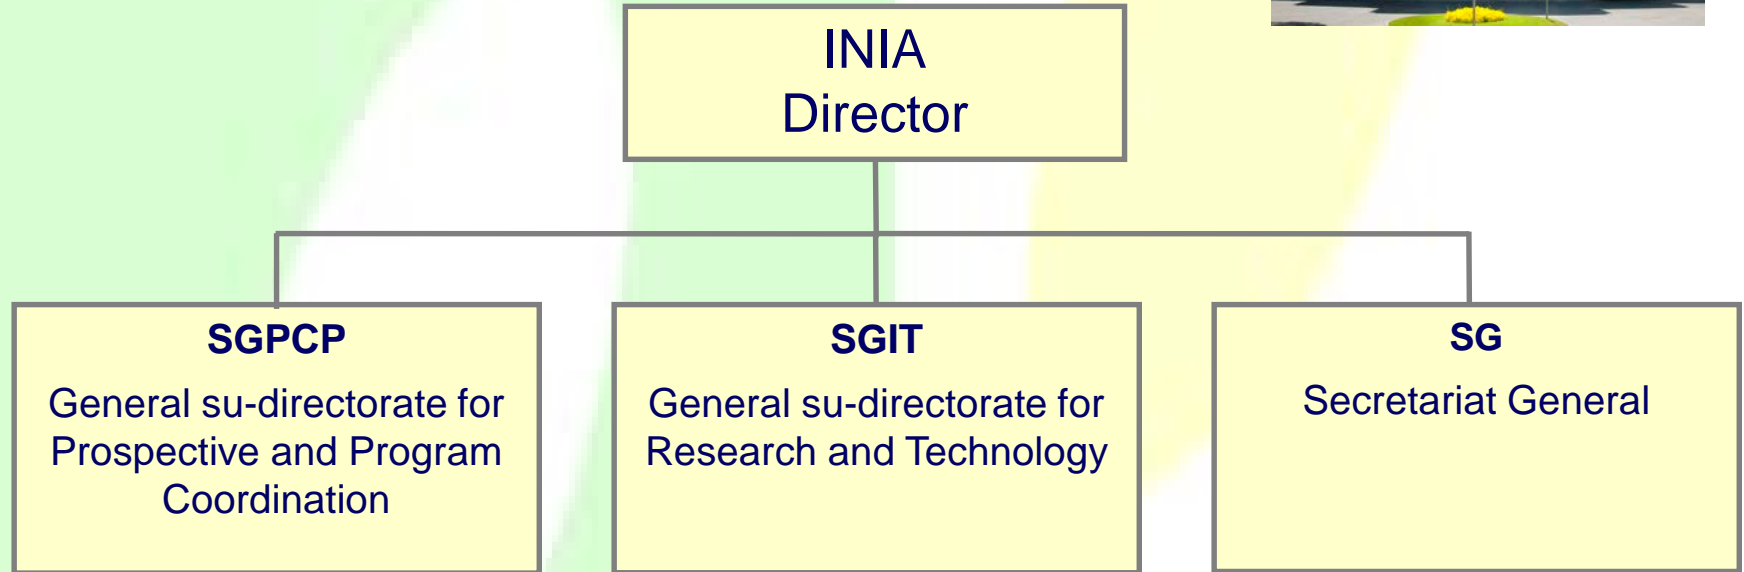 INIA
Director
SGPCP
General su-directorate for
Prospective and Program
Coordination
SGIT
General su-directorate for
Research and Technology
SG
Secretariat General